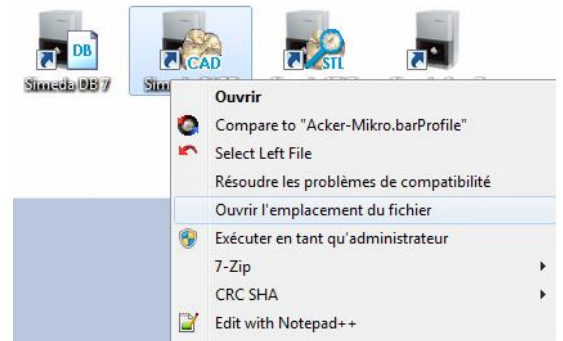 DB
CAD
STL
Simeda DB 7
Ouvrir
Compare to "Acker-Mikro.barProfile"
Select Left File
Résoudre les problèmes de compatibilité
Ouvrir l'emplacement du fichier
Exécuter en tant qu'administrateur
7-Zip
CRC SHA
Edit with Notepad++